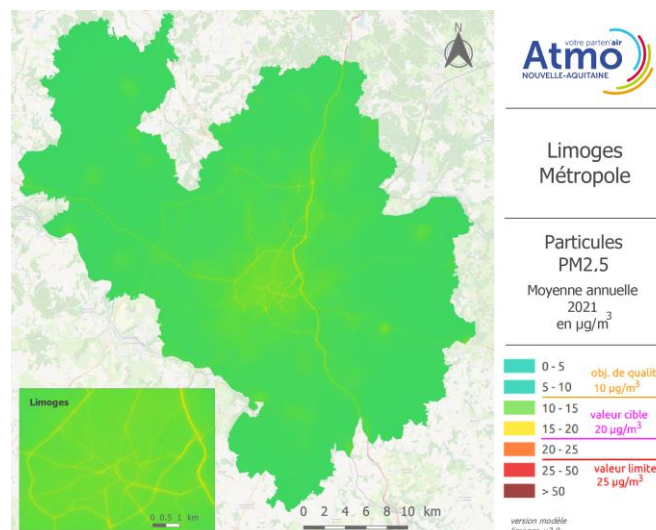 N
Limoges
0 0.5 1 km
0 2 4 6 8 10 km
votre parten'air
Atmo
NOUVELLE-AQUITAINE
Limoges
Métropole
Particules
PM2,5
Moyenne annuelle
2021
en µg/m³
0 - 5
5 - 10
10 - 15
15 - 20
20 - 25
25 - 50
> 50
obj. de qualit
10 µg/m³
valeur cible
20 µg/m³
valeur limite
25 µg/m³
version modèle